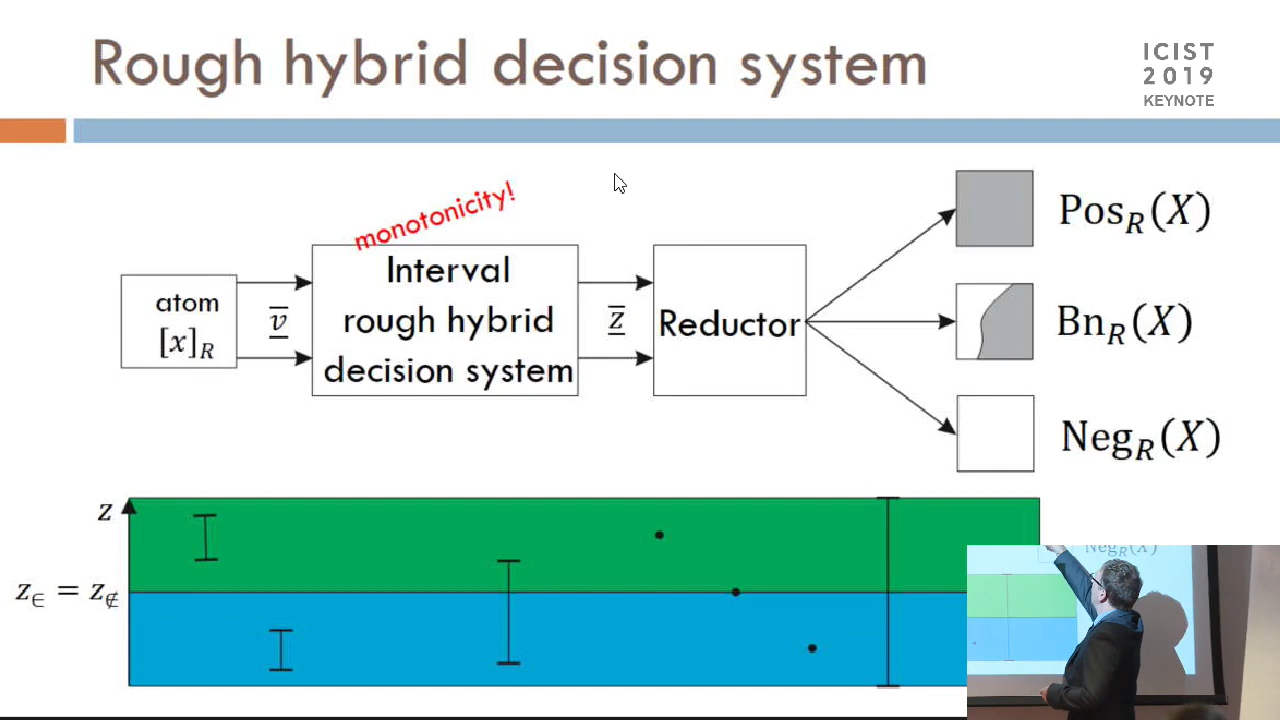 Rough hybrid decision system
ICIST
2019
KEYNOTE
monotonicity!
atom
[x]_R
v̲̅
Interval
rough hybrid
decision system
z̲̅
Reductor
Pos_R(X)
Bn_R(X)
Neg_R(X)
z
z_∈ = z_∉
Neg_R(X)